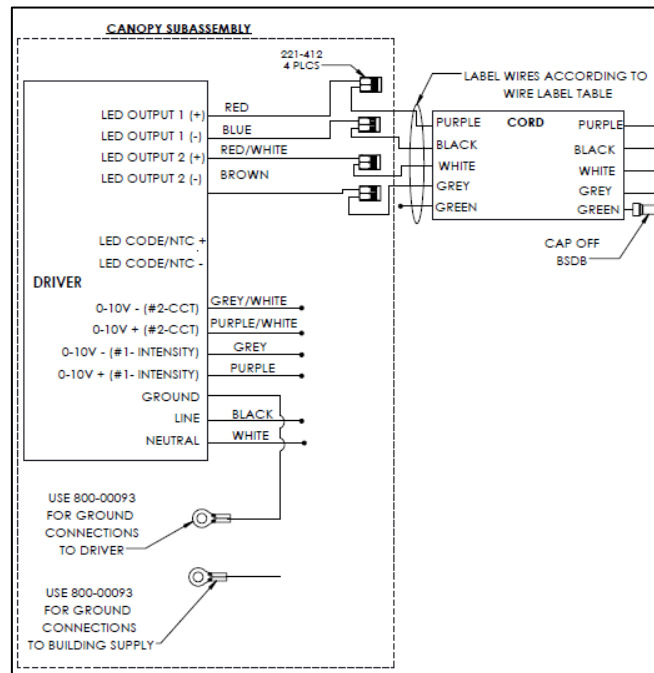 CANOPY SUBASSEMBLY
221-412
4 PLCS
LABEL WIRES ACCORDING TO
WIRE LABEL TABLE
LED OUTPUT 1 (+)
RED
LED OUTPUT 1 (-)
BLUE
LED OUTPUT 2 (+)
RED/WHITE
LED OUTPUT 2 (-)
BROWN
PURPLE
CORD
PURPLE
BLACK
BLACK
WHITE
WHITE
GREY
GREY
GREEN
GREEN
CAP OFF
BSDB
LED CODE/NTC +
LED CODE/NTC -
DRIVER
0-10V - (#2-CCT)
GREY/WHITE
0-10V + (#2-CCT)
PURPLE/WHITE
0-10V - (#1- INTENSITY)
GREY
0-10V + (#1- INTENSITY)
PURPLE
GROUND
LINE
BLACK
NEUTRAL
WHITE
USE 800-00093
FOR GROUND
CONNECTIONS
TO DRIVER
USE 800-00093
FOR GROUND
CONNECTIONS
TO BUILDING SUPPLY